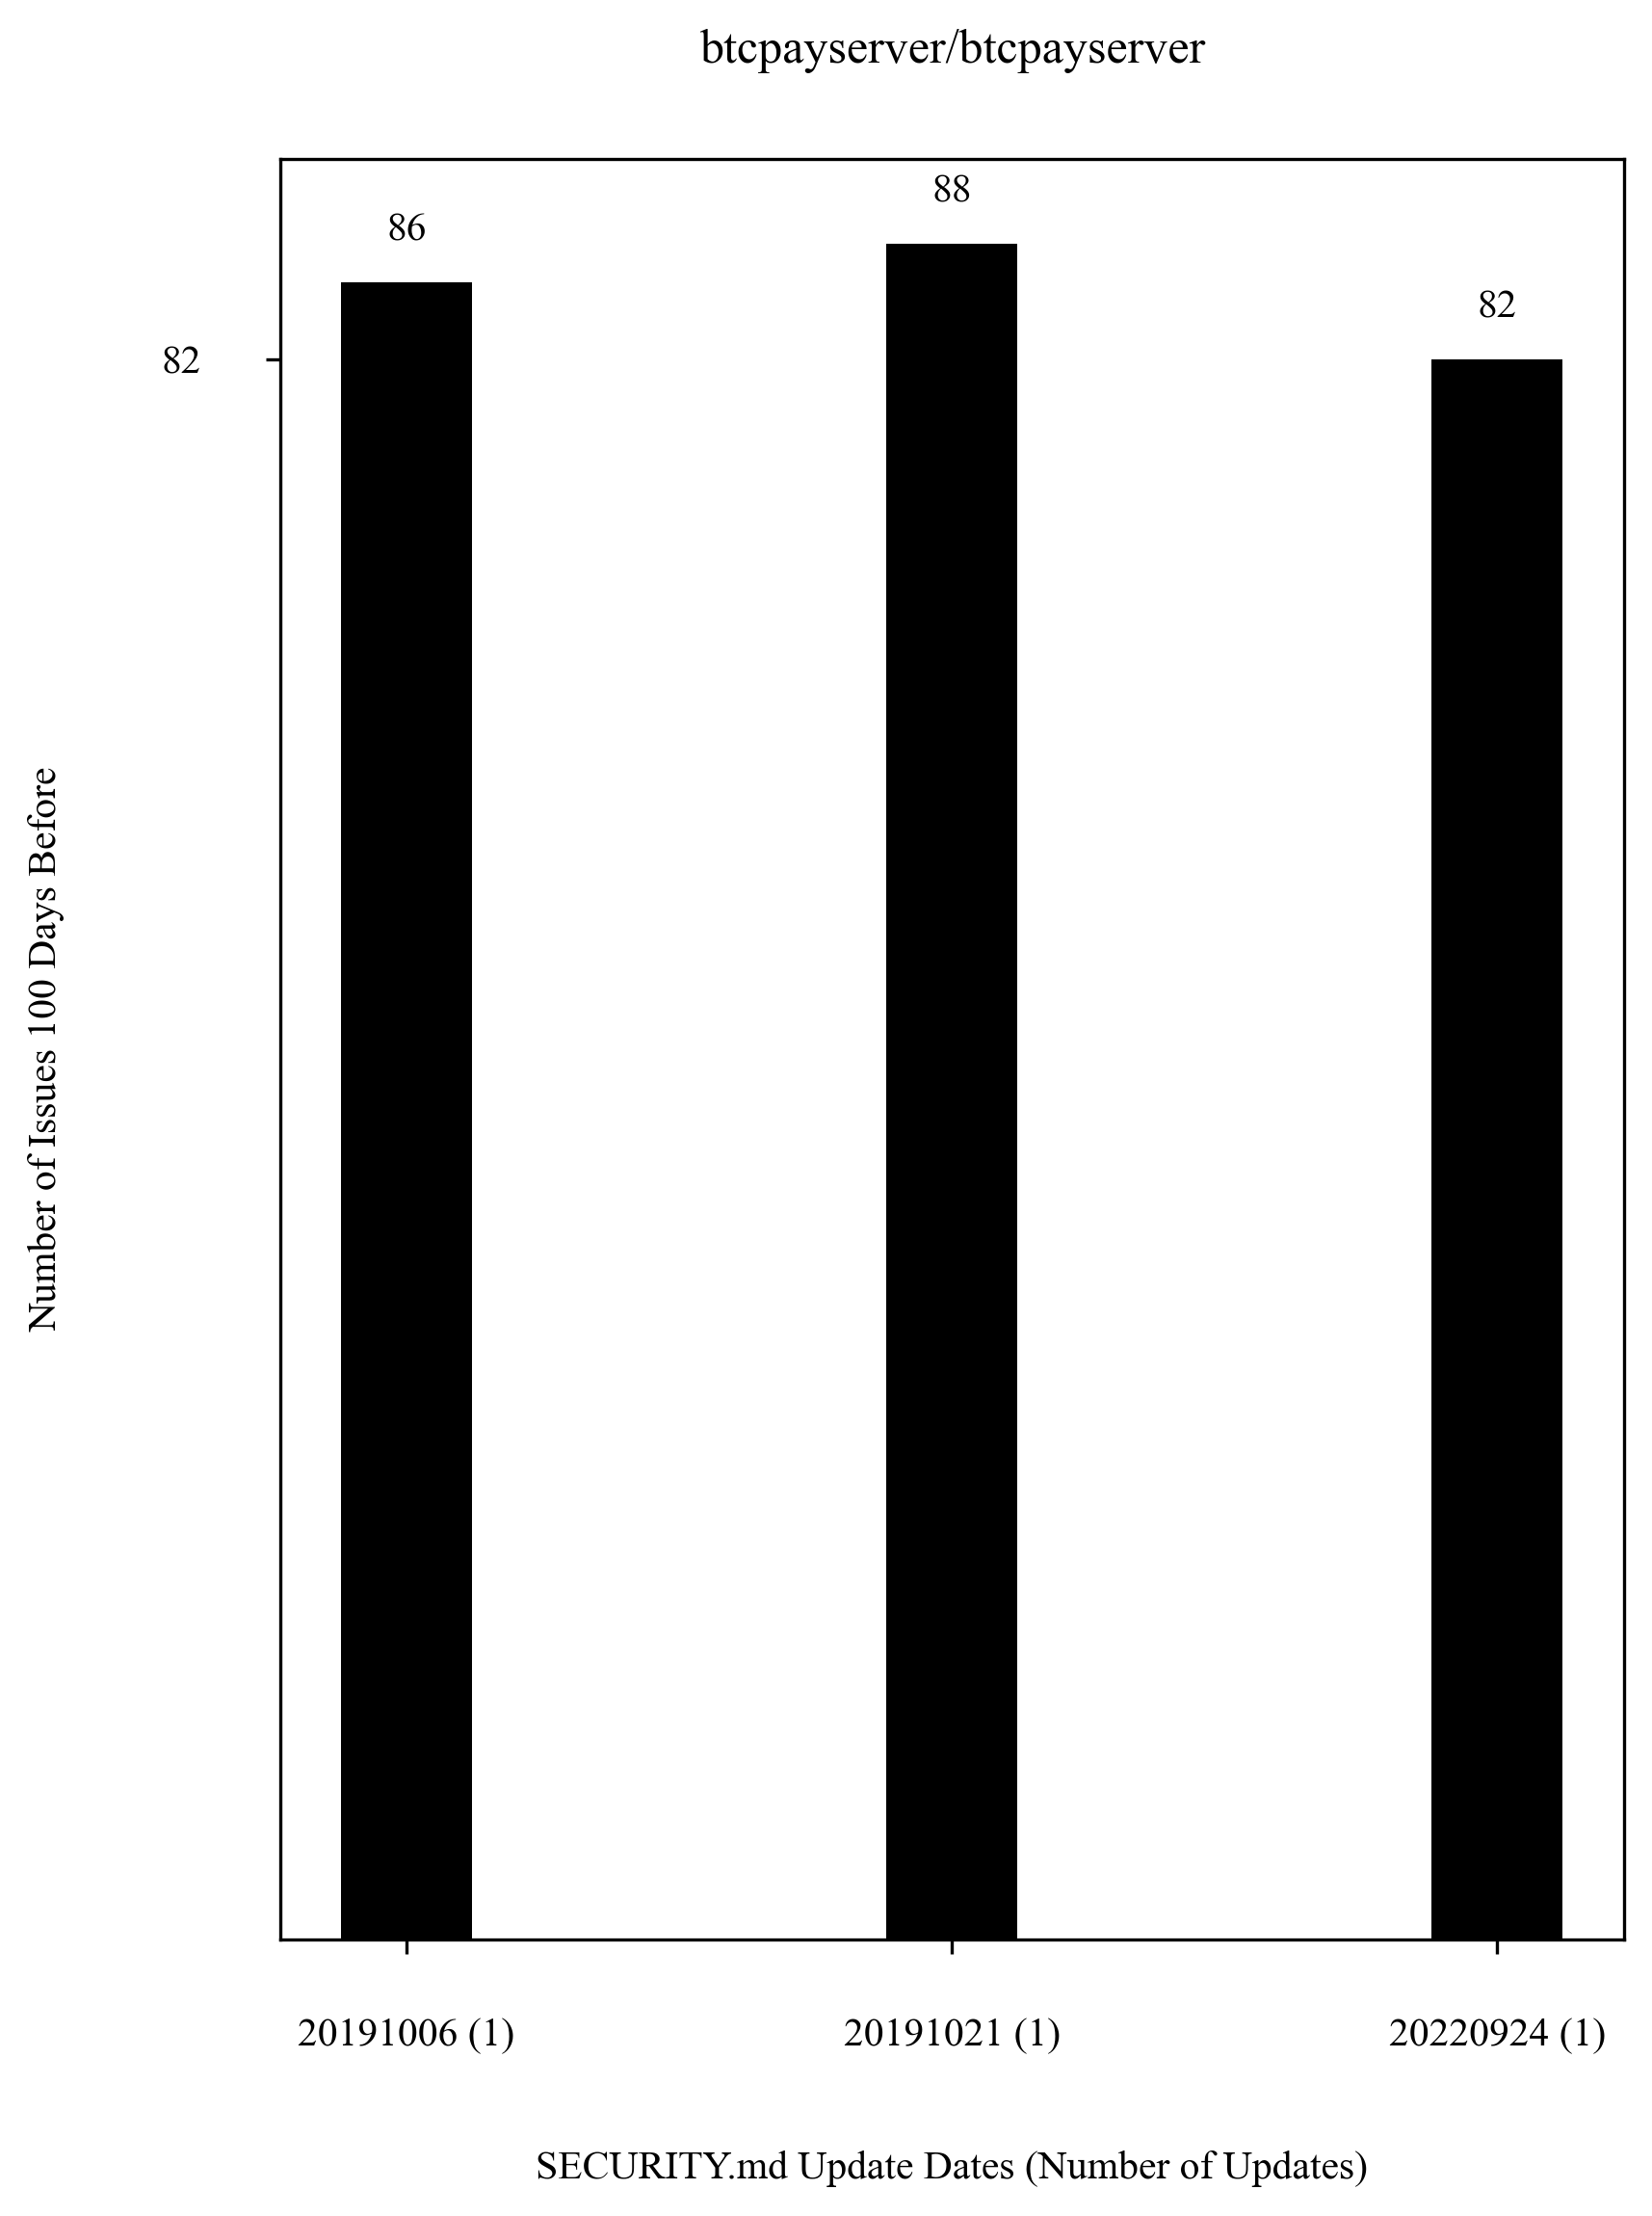 btcpayserver/btcpayserver
86
88
82
82
Number of Issues 100 Days Before
20191006 (1)
20191021 (1)
20220924 (1)
SECURITY.md Update Dates (Number of Updates)